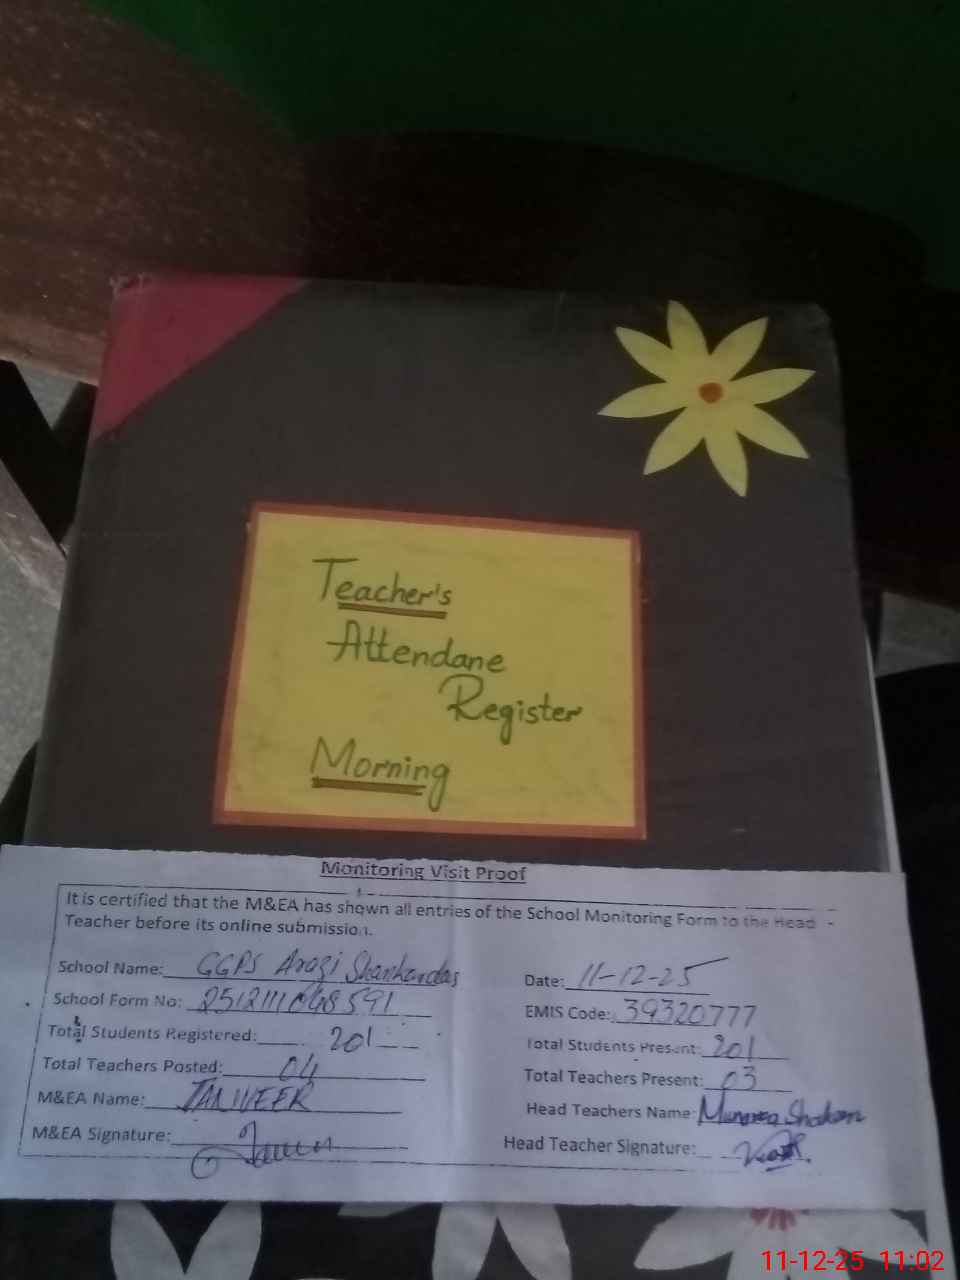 Teacher's
Attendane
Register
Morning
Monitoring Visit Proof
It is certified that the M&EA has shown all entries of the School Monitoring Form to the Head
Teacher before its online submission.
School Name: GGPS Arazi Shankardas
Date: 11-12-25
School Form No: 2512111048591
EMIS Code: 39320777
Total Students Registered: 201
Total Students Present: 201
Total Teachers Posted: 04
Total Teachers Present: 03
M&EA Name: TANVEER
Head Teachers Name:
M&EA Signature:
Head Teacher Signature:
11-12-25 11:02